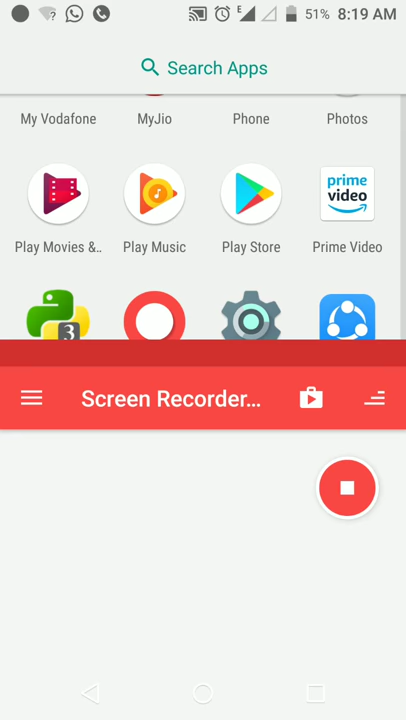 ? E 51% 8:19 AM
Search Apps
My Vodafone MyJio Phone Photos
prime
video
Play Movies &.. Play Music Play Store Prime Video
3
Screen Recorder...